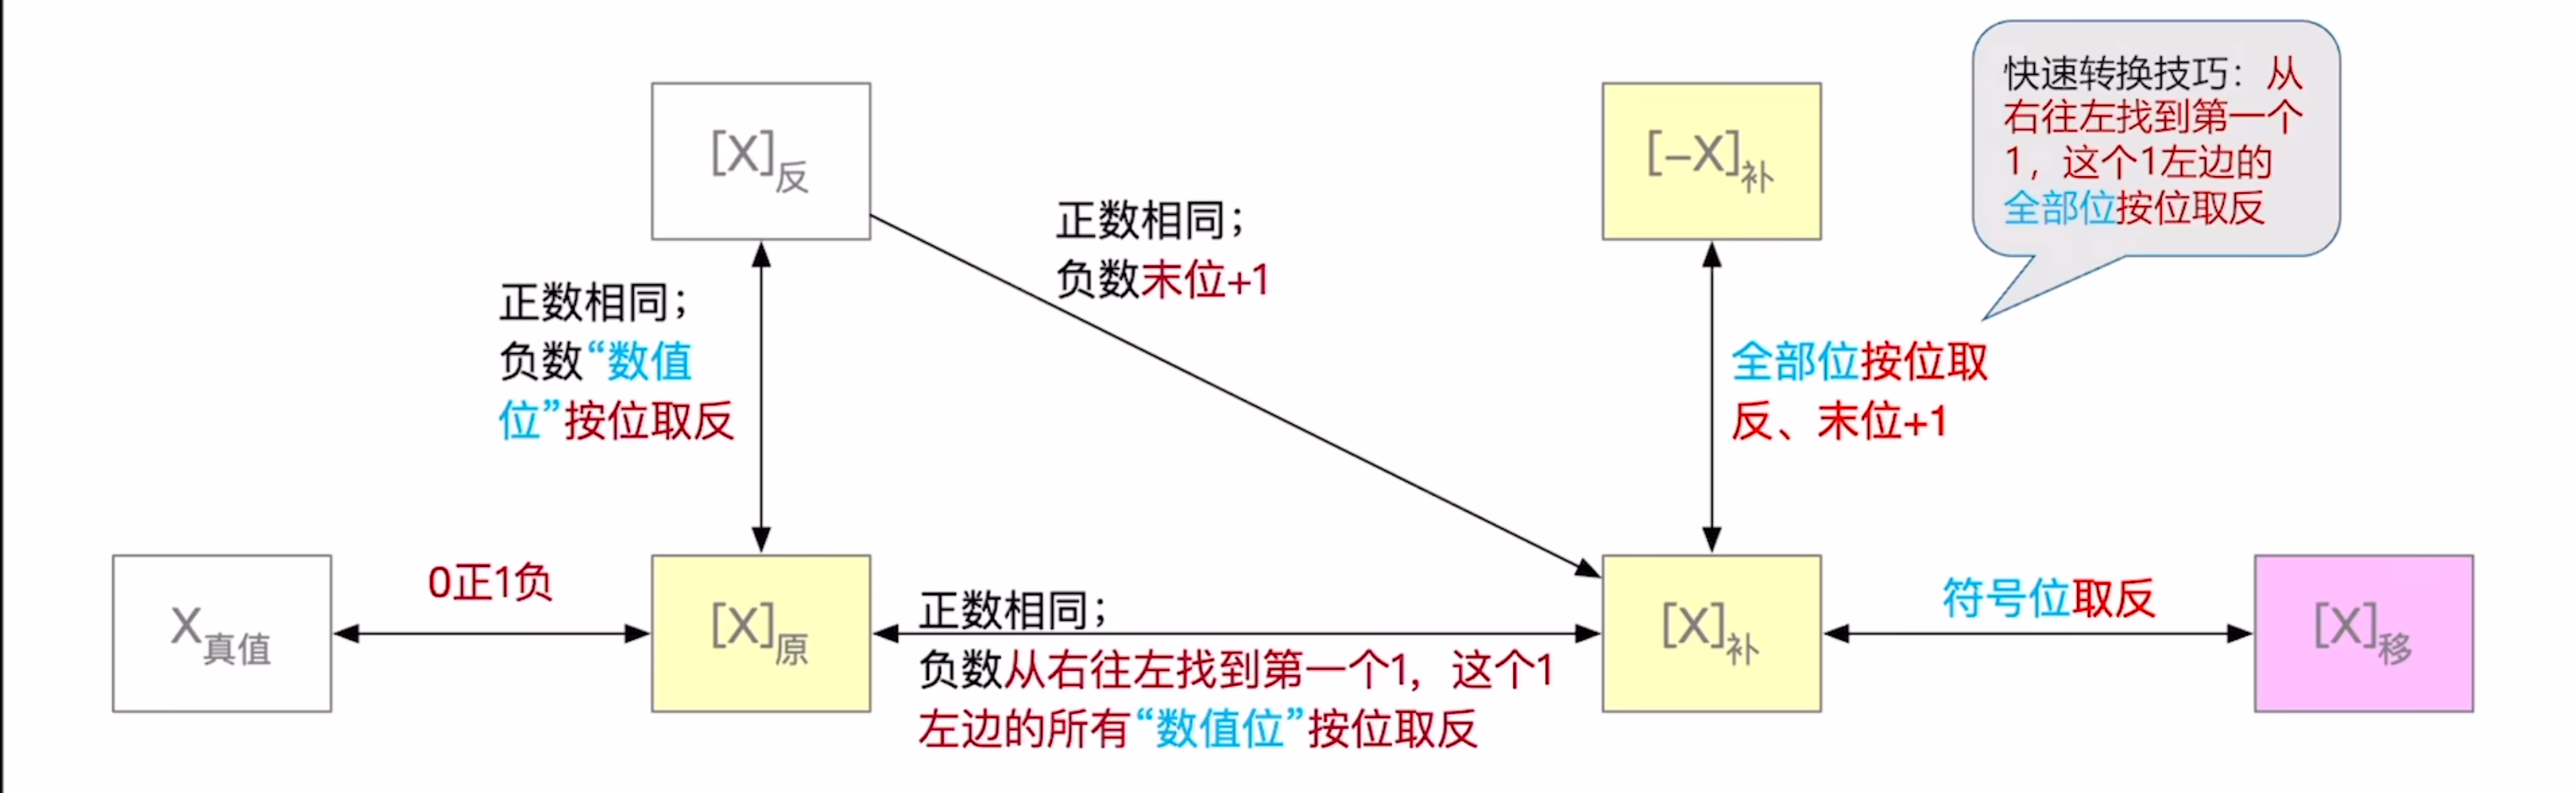 快速转换技巧：从
右往左找到第一个
1，这个1左边的
全部位按位取反
[X]反
[-X]补
正数相同；
负数末位+1
正数相同；
负数“数值
位”按位取反
全部位按位取
反、末位+1
X真值
0正1负
[X]原
正数相同；
负数从右往左找到第一个1，这个1
左边的所有“数值位”按位取反
[X]补
符号位取反
[X]移